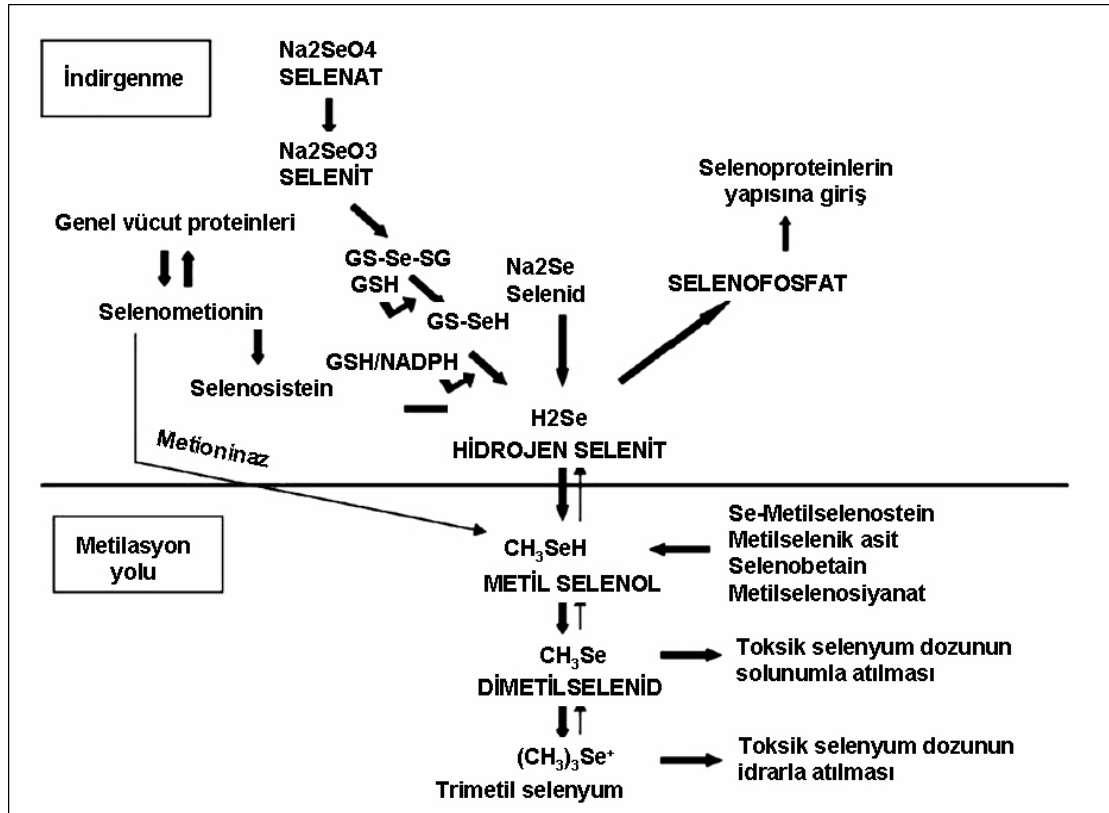 İndirgenme
Na2SeO4
SELENAT
Na2SeO3
SELENİT
Selenoproteinlerin
yapısına giriş
Genel vücut proteinleri
GS-Se-SG
GSH
Na2Se
Selenid
SELENOFOSFAT
Selenometionin
GS-SeH
GSH/NADPH
Selenosistein
H2Se
HİDROJEN SELENİT
Metioninaz
Metilasyon
yolu
CH₃SeH
METİL SELENOL
Se-Metilselenostein
Metilselenik asit
Selenobetain
Metilselenosiyanat
CH₃Se
DİMETİLSELENİD
Toksik selenyum dozunun
solunumla atılması
(CH₃)₃Se⁺
Trimetil selenyum
Toksik selenyum dozunun
idrarla atılması